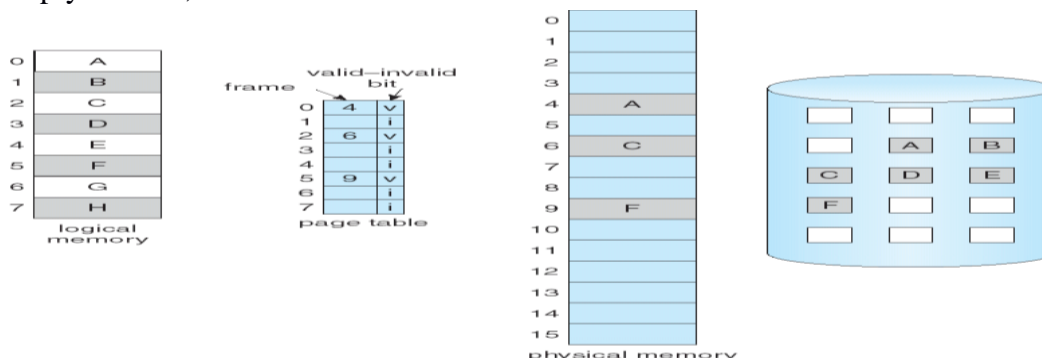 0 A
1 B
2 C
3 D
4 E
5 F
6 G
7 H
logical
memory
valid–invalid
bit
frame
0 4 v
1 i
2 6 v
3 i
4 i
5 9 v
6 i
7 i
page table
0
1
2
3
4 A
5
6 C
7
8
9 F
10
11
12
13
14
15
physical memory
A B
C D E
F